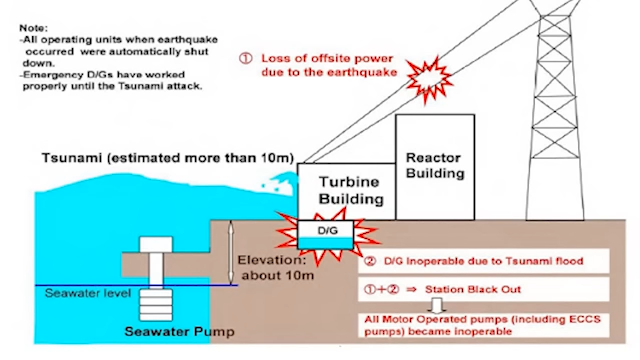 Note:
-All operating units when earthquake
occurred were automatically shut
down.
-Emergency D/Gs have worked
properly until the Tsunami attack.
① Loss of offsite power
due to the earthquake
Tsunami (estimated more than 10m)
Turbine
Building
Reactor
Building
D/G
Elevation:
about 10m
② D/G Inoperable due to Tsunami flood
①+② ⇒ Station Black Out
Seawater level
All Motor Operated pumps (including ECCS
pumps) became inoperable
Seawater Pump